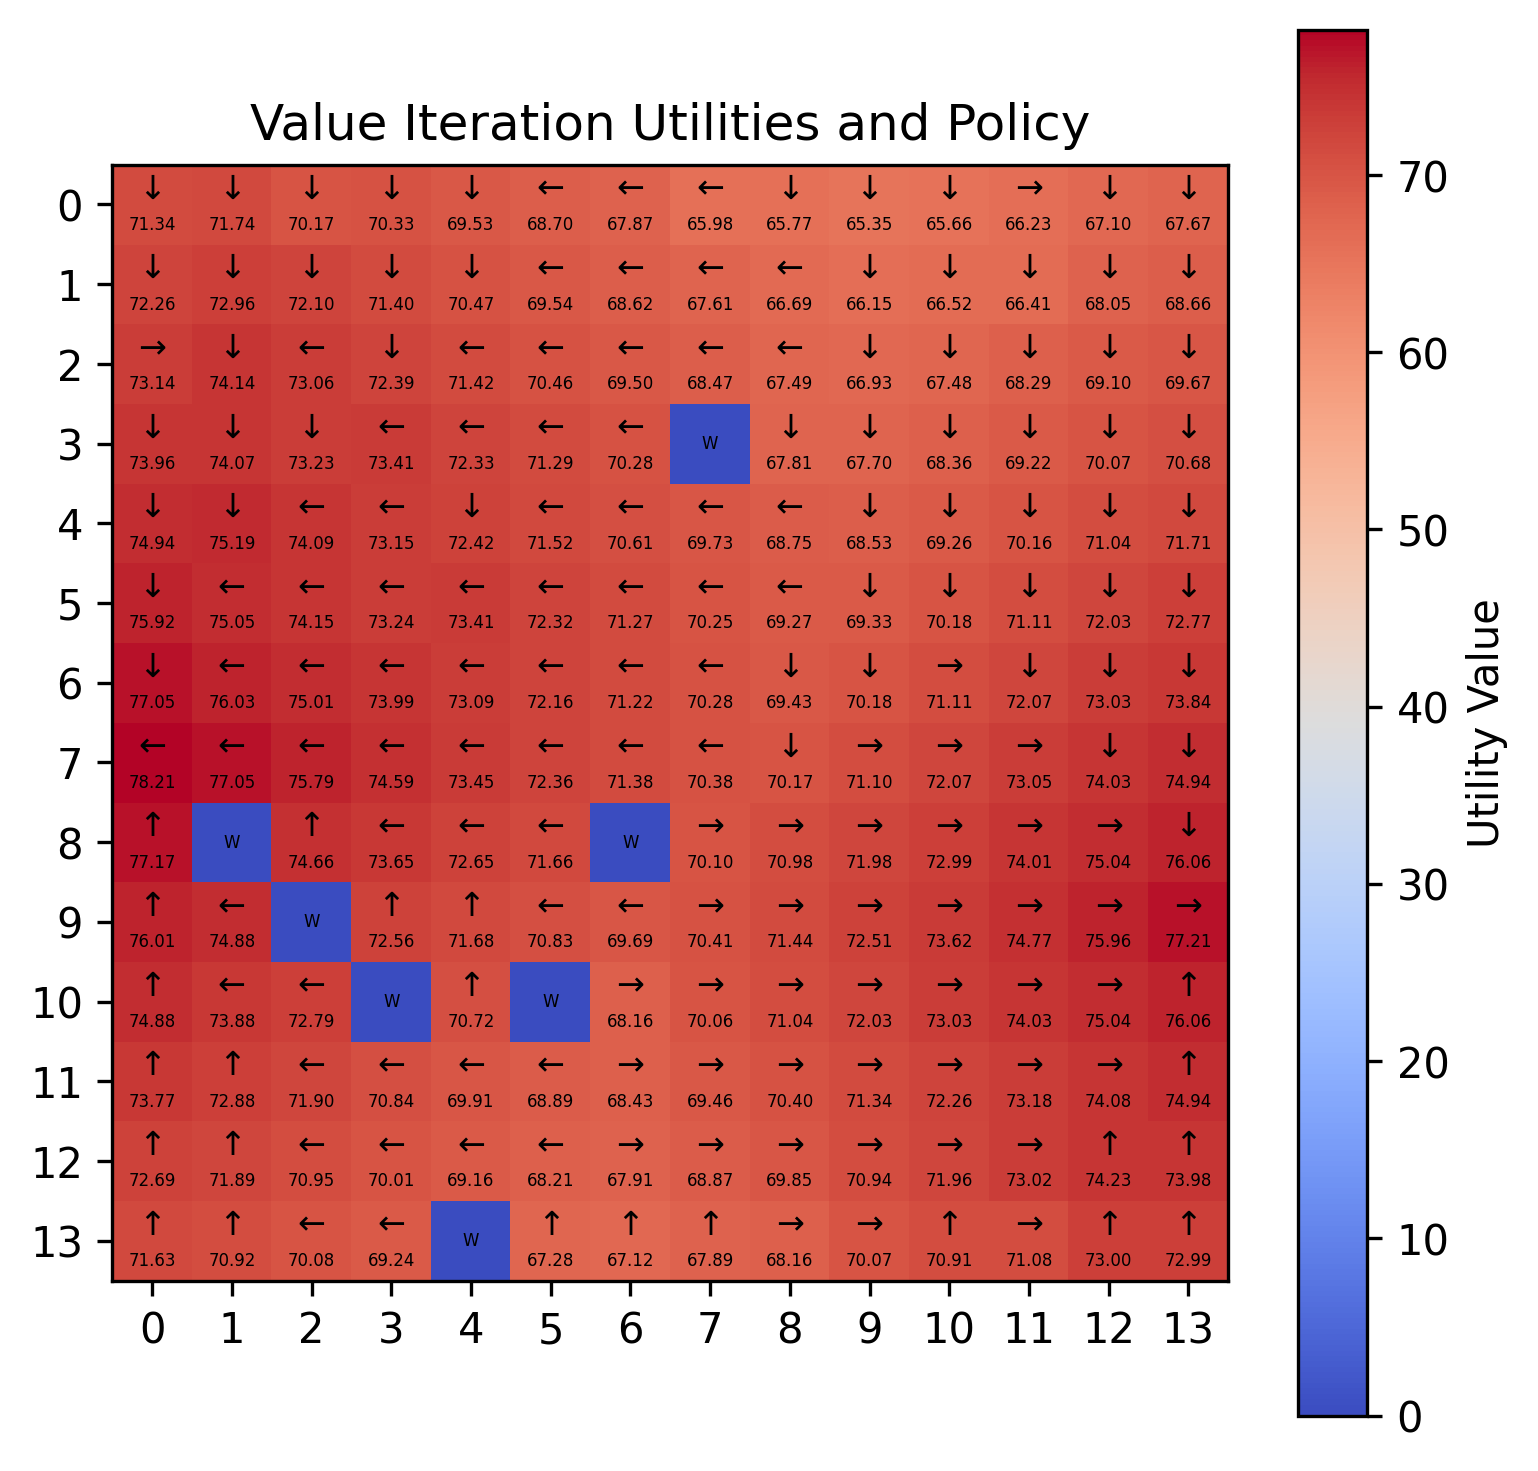 Value Iteration Utilities and Policy
0 ↓ ↓ ↓ ↓ ↓ ← ← ← ↓ ↓ ↓ → ↓ ↓
71.34 71.74 70.17 70.33 69.53 68.70 67.87 65.98 65.77 65.35 65.66 66.23 67.10 67.67
1 ↓ ↓ ↓ ↓ ↓ ← ← ← ← ↓ ↓ ↓ ↓ ↓
72.26 72.96 72.10 71.40 70.47 69.54 68.62 67.61 66.69 66.15 66.52 66.41 68.05 68.66
2 → ↓ ← ↓ ← ← ← ← ← ↓ ↓ ↓ ↓ ↓
73.14 74.14 73.06 72.39 71.42 70.46 69.50 68.47 67.49 66.93 67.48 68.29 69.10 69.67
3 ↓ ↓ ↓ ← ← ← ← W ↓ ↓ ↓ ↓ ↓ ↓
73.96 74.07 73.23 73.41 72.33 71.29 70.28 67.81 67.70 68.36 69.22 70.07 70.68
4 ↓ ↓ ← ← ↓ ← ← ← ← ↓ ↓ ↓ ↓ ↓
74.94 75.19 74.09 73.15 72.42 71.52 70.61 69.73 68.75 68.53 69.26 70.16 71.04 71.71
5 ↓ ← ← ← ← ← ← ← ← ↓ ↓ ↓ ↓ ↓
75.92 75.05 74.15 73.24 73.41 72.32 71.27 70.25 69.27 69.33 70.18 71.11 72.03 72.77
6 ↓ ← ← ← ← ← ← ← ↓ ↓ → ↓ ↓ ↓
77.05 76.03 75.01 73.99 73.09 72.16 71.22 70.28 69.43 70.18 71.11 72.07 73.03 73.84
7 ← ← ← ← ← ← ← ← ↓ → → → ↓ ↓
78.21 77.05 75.79 74.59 73.45 72.36 71.38 70.38 70.17 71.10 72.07 73.05 74.03 74.94
8 ↑ W ↑ ← ← ← W → → → → → → ↓
77.17 74.66 73.65 72.65 71.66 70.10 70.98 71.98 72.99 74.01 75.04 76.06
9 ↑ ← W ↑ ↑ ← ← → → → → → → →
76.01 74.88 72.56 71.68 70.83 69.69 70.41 71.44 72.51 73.62 74.77 75.96 77.21
10 ↑ ← ← W ↑ W → → → → → → → ↑
74.88 73.88 72.79 70.72 68.16 70.06 71.04 72.03 73.03 74.03 75.04 76.06
11 ↑ ↑ ← ← ← ← → → → → → → → ↑
73.77 72.88 71.90 70.84 69.91 68.89 68.43 69.46 70.40 71.34 72.26 73.18 74.08 74.94
12 ↑ ↑ ← ← ← ← → → → → → → ↑ ↑
72.69 71.89 70.95 70.01 69.16 68.21 67.91 68.87 69.85 70.94 71.96 73.02 74.23 73.98
13 ↑ ↑ ← ← W ↑ ↑ ↑ → → ↑ → ↑ ↑
71.63 70.92 70.08 69.24 67.28 67.12 67.89 68.16 70.07 70.91 71.08 73.00 72.99
0 1 2 3 4 5 6 7 8 9 10 11 12 13
70
60
50
40
30
20
10
0
Utility Value